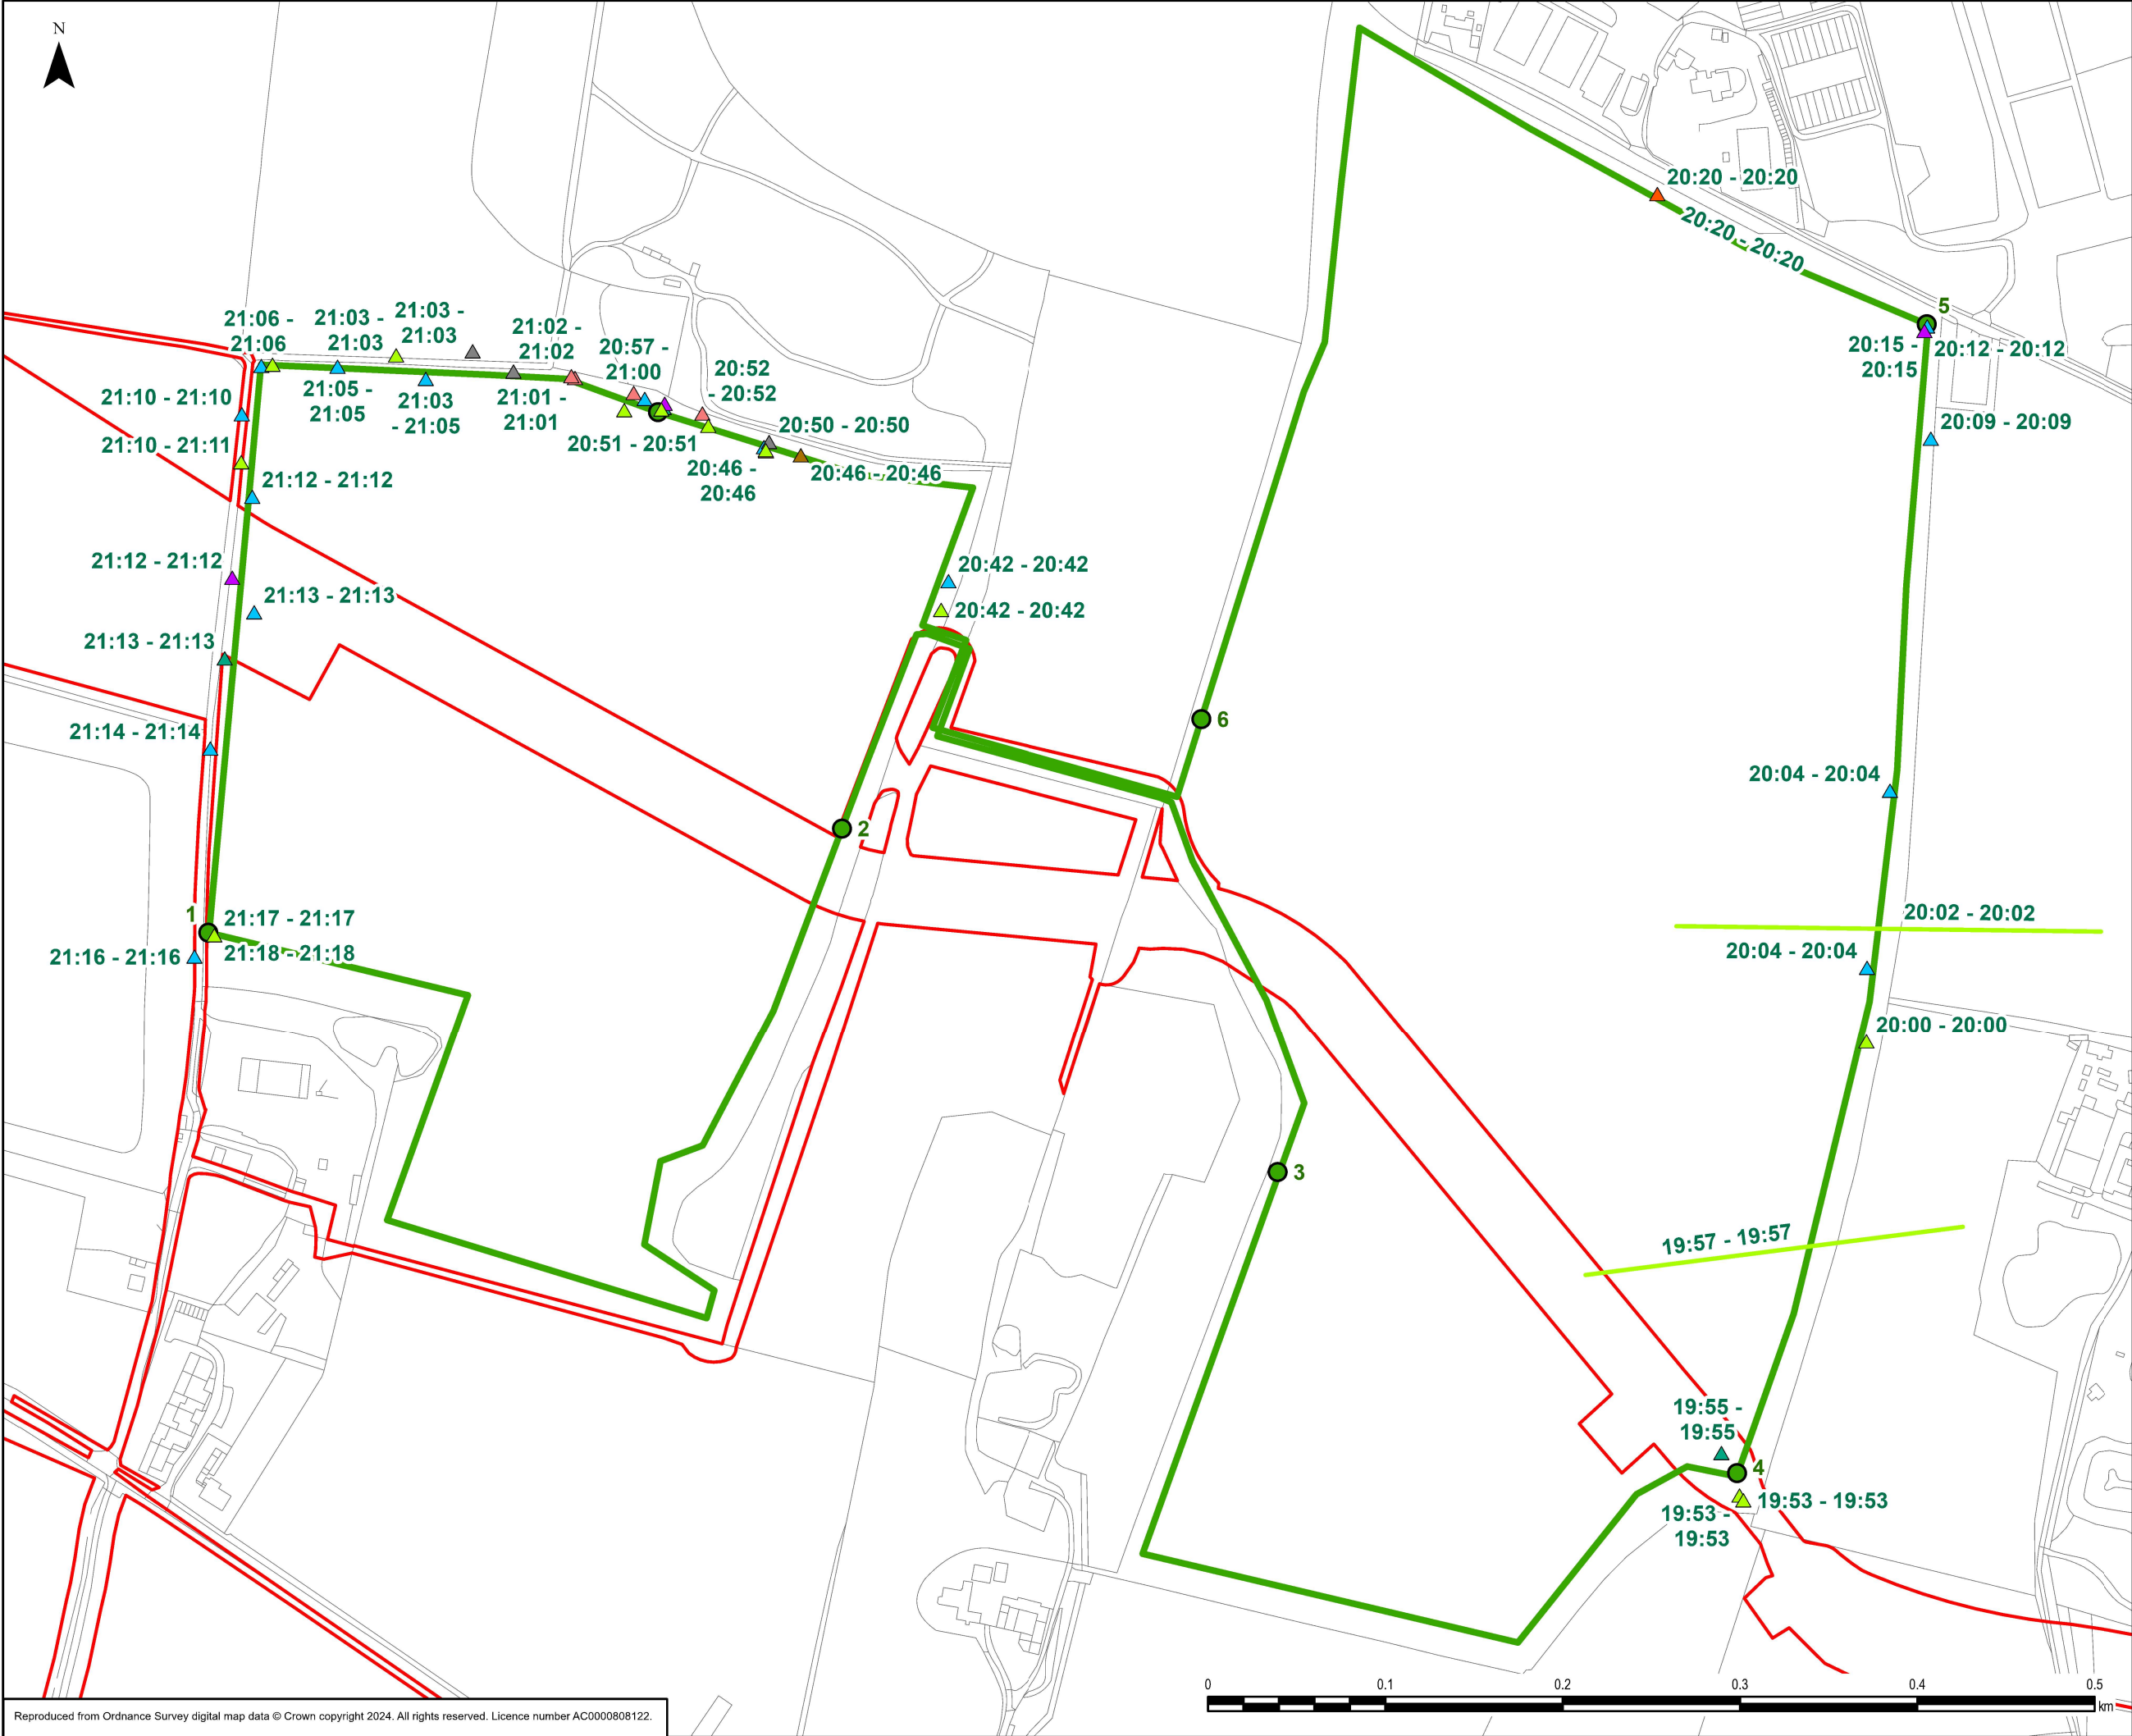 N
20:20 - 20:20
20:20 - 20:20
5
20:15 -
20:15
20:12 - 20:12
20:09 - 20:09
21:06 -
21:06
21:03 -
21:03
21:03 -
21:03
21:02 -
21:02
20:57 -
21:00
20:52
- 20:52
21:10 - 21:10
21:05 -
21:05
21:03
- 21:05
21:01 -
21:01
20:51 - 20:51
20:50 - 20:50
21:10 - 21:11
20:46 -
20:46
20:46 - 20:46
21:12 - 21:12
21:12 - 21:12
20:42 - 20:42
21:13 - 21:13
20:42 - 20:42
21:13 - 21:13
6
21:14 - 21:14
20:04 - 20:04
2
1
21:17 - 21:17
20:02 - 20:02
21:16 - 21:16
21:18 - 21:18
20:04 - 20:04
20:00 - 20:00
3
19:57 - 19:57
19:55 -
19:55
4
19:53 - 19:53
19:53 -
19:53
0
0.1
0.2
0.3
0.4
0.5
km
Reproduced from Ordnance Survey digital map data © Crown copyright 2024. All rights reserved. Licence number AC0000808122.